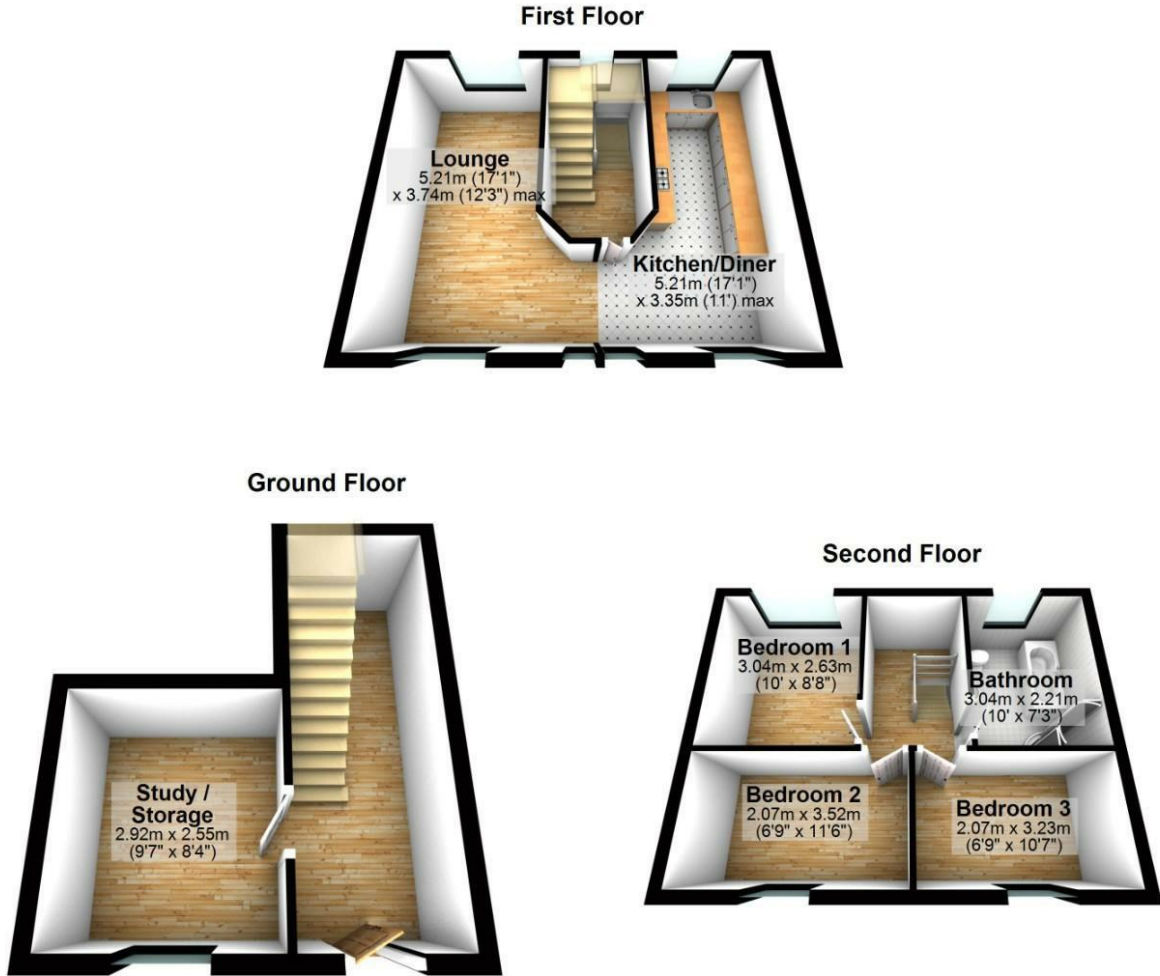 First Floor
Lounge
5.21m (17'1")
x 3.74m (12'3") max
Kitchen/Diner
5.21m (17'1")
x 3.35m (11') max
Ground Floor
Study /
Storage
2.92m x 2.55m
(9'7" x 8'4")
Second Floor
Bedroom 1
3.04m x 2.63m
(10' x 8'8")
Bathroom
3.04m x 2.21m
(10' x 7'3")
Bedroom 2
2.07m x 3.52m
(6'9" x 11'6")
Bedroom 3
2.07m x 3.23m
(6'9" x 10'7")